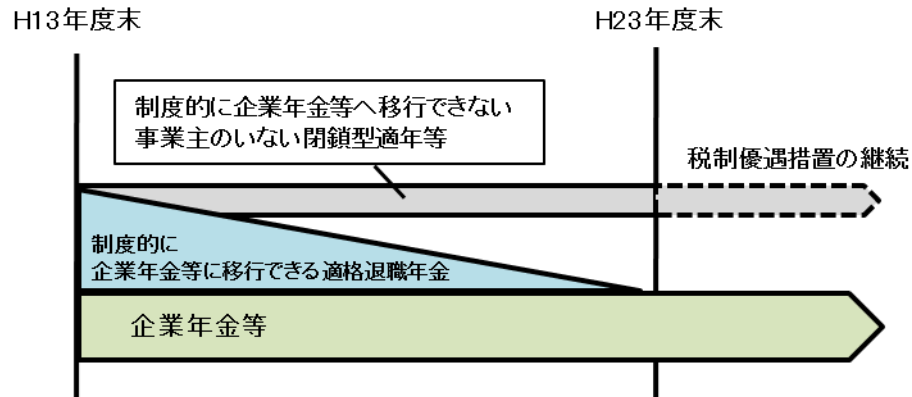 H13年度末
H23年度末
制度的に企業年金等へ移行できない
事業主のいない閉鎖型適年等
税制優遇措置の継続
制度的に
企業年金等に移行できる適格退職年金
企業年金等